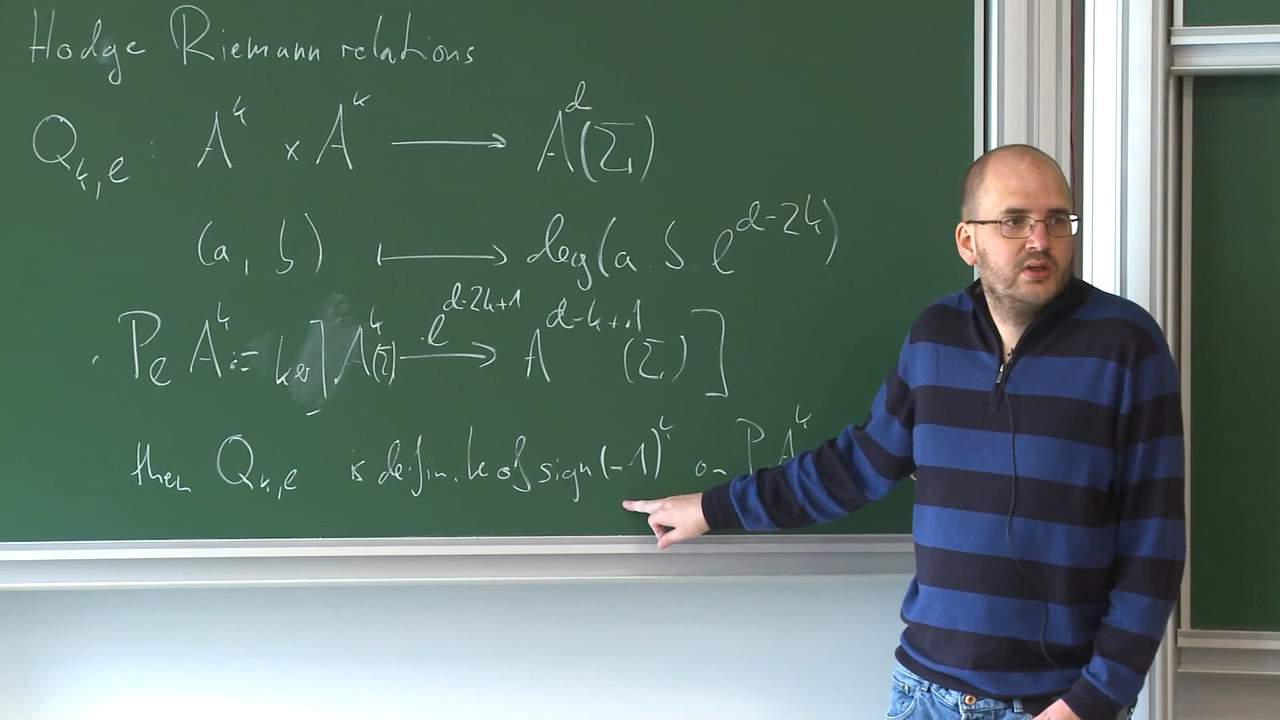 Hodge Riemann relations
Q_{k,ℓ} : A^k × A^k ⟶ A^d(Σ)
(a, b) ⟼ deg(a · b · ℓ^{d-2k})
P_ℓ A^k := ker[A^k(Σ) —·ℓ^{d-2k+1}→ A^{d-k+1}(Σ)]
then Q_{k,ℓ} is definite of sign (-1)^k on P A^k